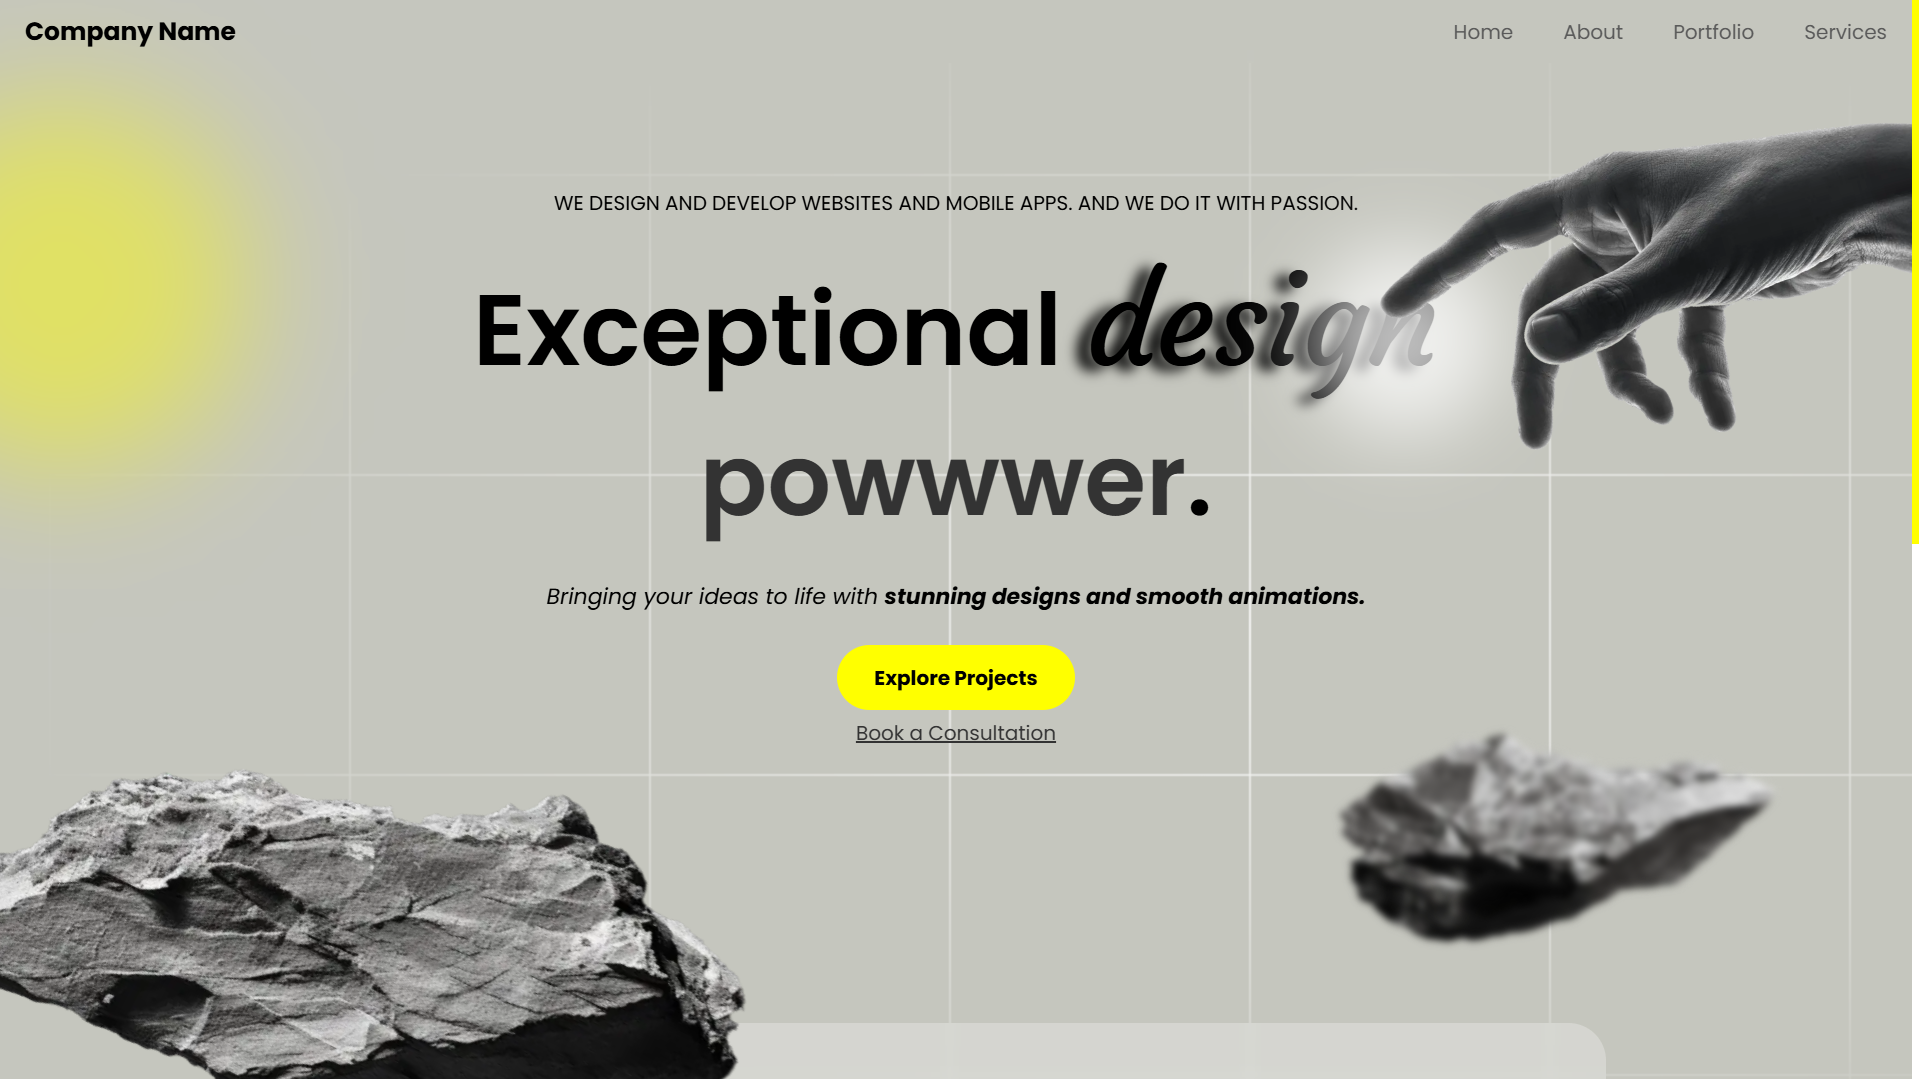 Company Name
Home About Portfolio Services
WE DESIGN AND DEVELOP WEBSITES AND MOBILE APPS. AND WE DO IT WITH PASSION.
Exceptional design
powwwer.
Bringing your ideas to life with stunning designs and smooth animations.
Explore Projects
Book a Consultation